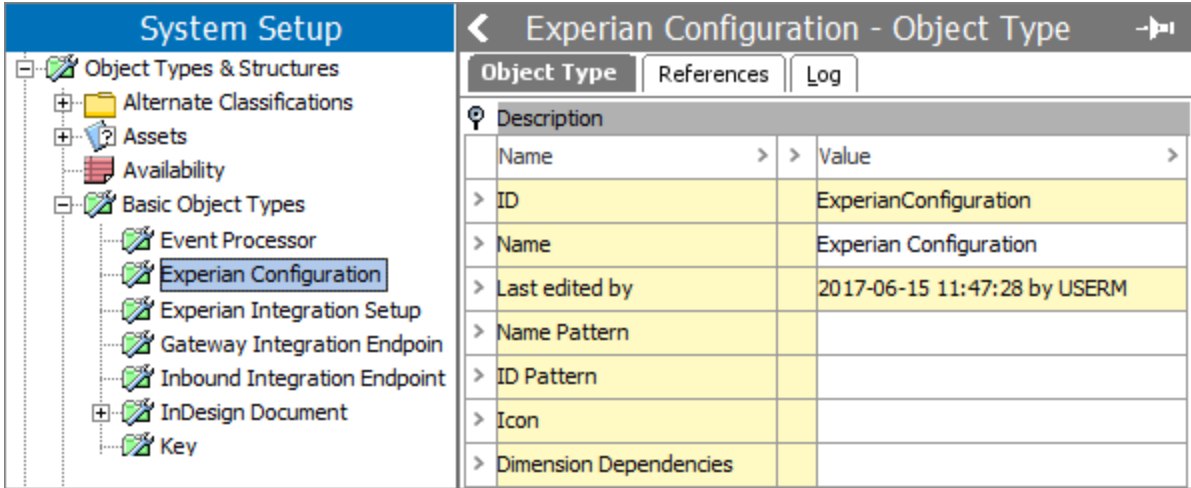 System Setup
Object Types & Structures
Alternate Classifications
Assets
Availability
Basic Object Types
Event Processor
Experian Configuration
Experian Integration Setup
Gateway Integration Endpoin
Inbound Integration Endpoint
InDesign Document
Key
Experian Configuration - Object Type
Object Type References Log
Description
Name > > Value >
> ID ExperianConfiguration
> Name Experian Configuration
> Last edited by 2017-06-15 11:47:28 by USERM
> Name Pattern
> ID Pattern
> Icon
> Dimension Dependencies